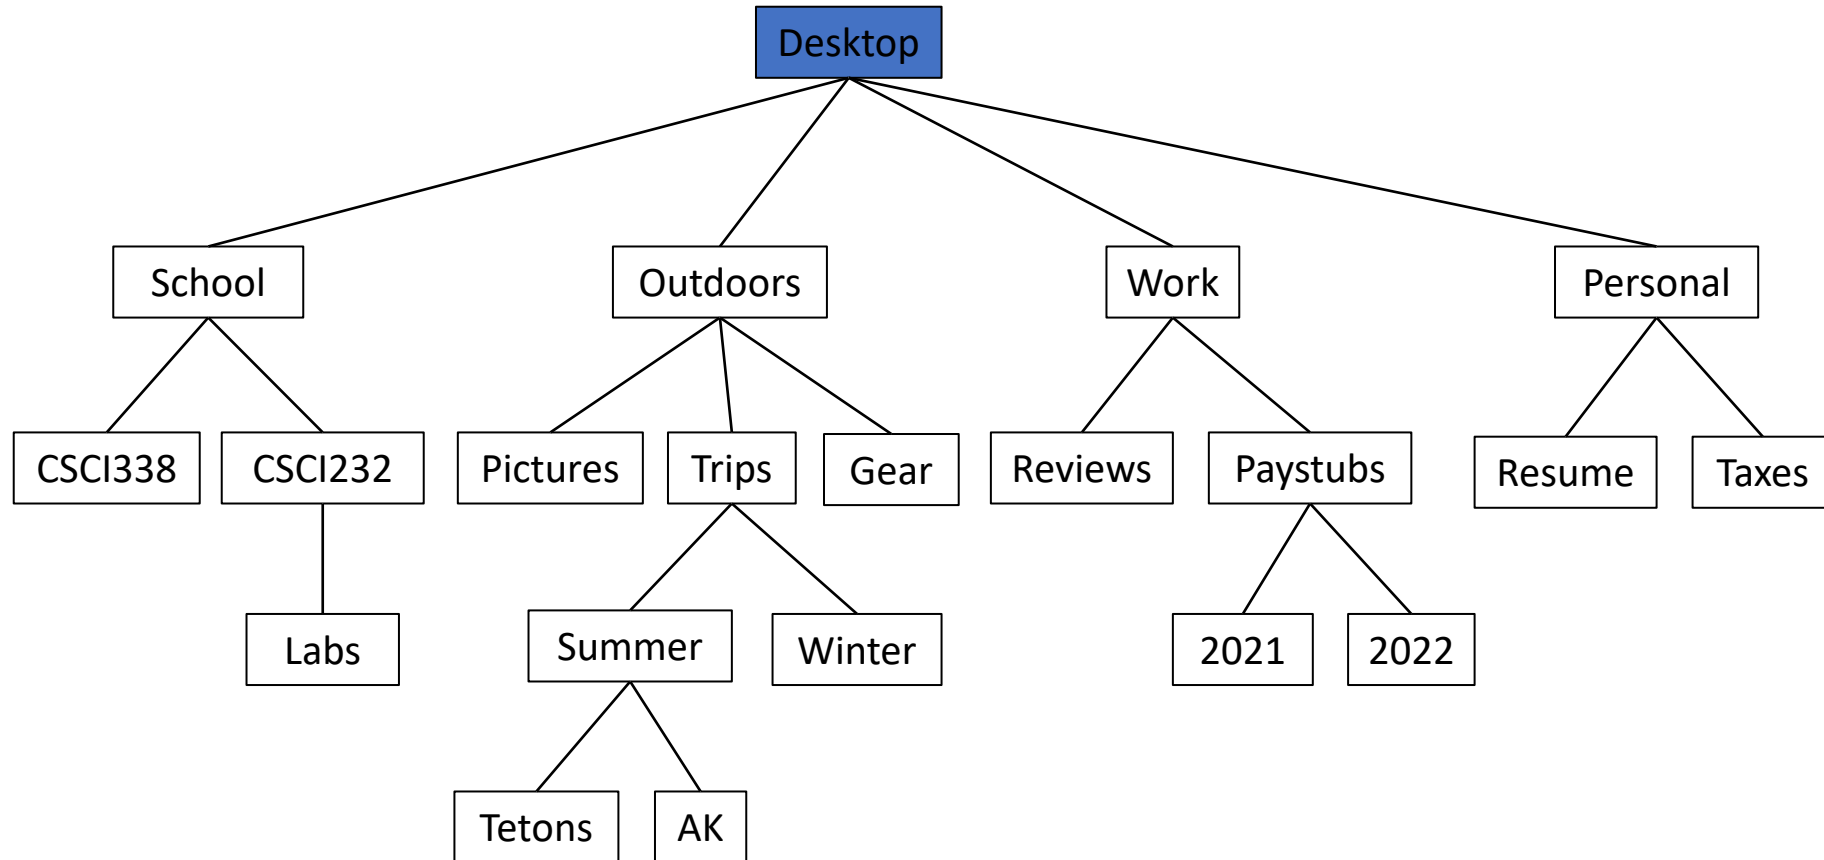 Desktop
School
Outdoors
Work
Personal
CSCI338
CSCI232
Pictures
Trips
Gear
Reviews
Paystubs
Resume
Taxes
Labs
Summer
Winter
2021
2022
Tetons
AK